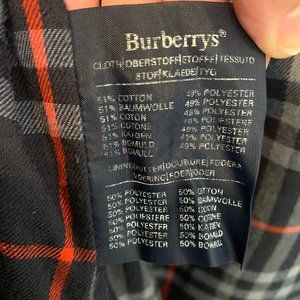 Burberrys®
CLOTH/OBERSTOFF/STOFFE/TESSUTO
STOF/KLAEDE/TYG
51% COTTON 49% POLYESTER
51% BAUMWOLLE 49% POLYESTER
51% COTON 49% POLYESTER
51% COTONE 49% POLIESTERE
51% KATOEN 49% POLYESTER
51% BOMULD 49% POLYESTER
51% BOMULL 49% POLYESTER
LINING/FUTTER/DOUBLURE/FODERA
VOERING/FOER/FODER
50% POLYESTER 50% COTTON
50% POLYESTER 50% BAUMWOLLE
50% POLYESTER 50% COTON
50% POLIESTERE 50% COTONE
50% POLYESTER 50% KATOEN
50% POLYESTER 50% BOMULD
50% POLYESTER 50% BOMULL